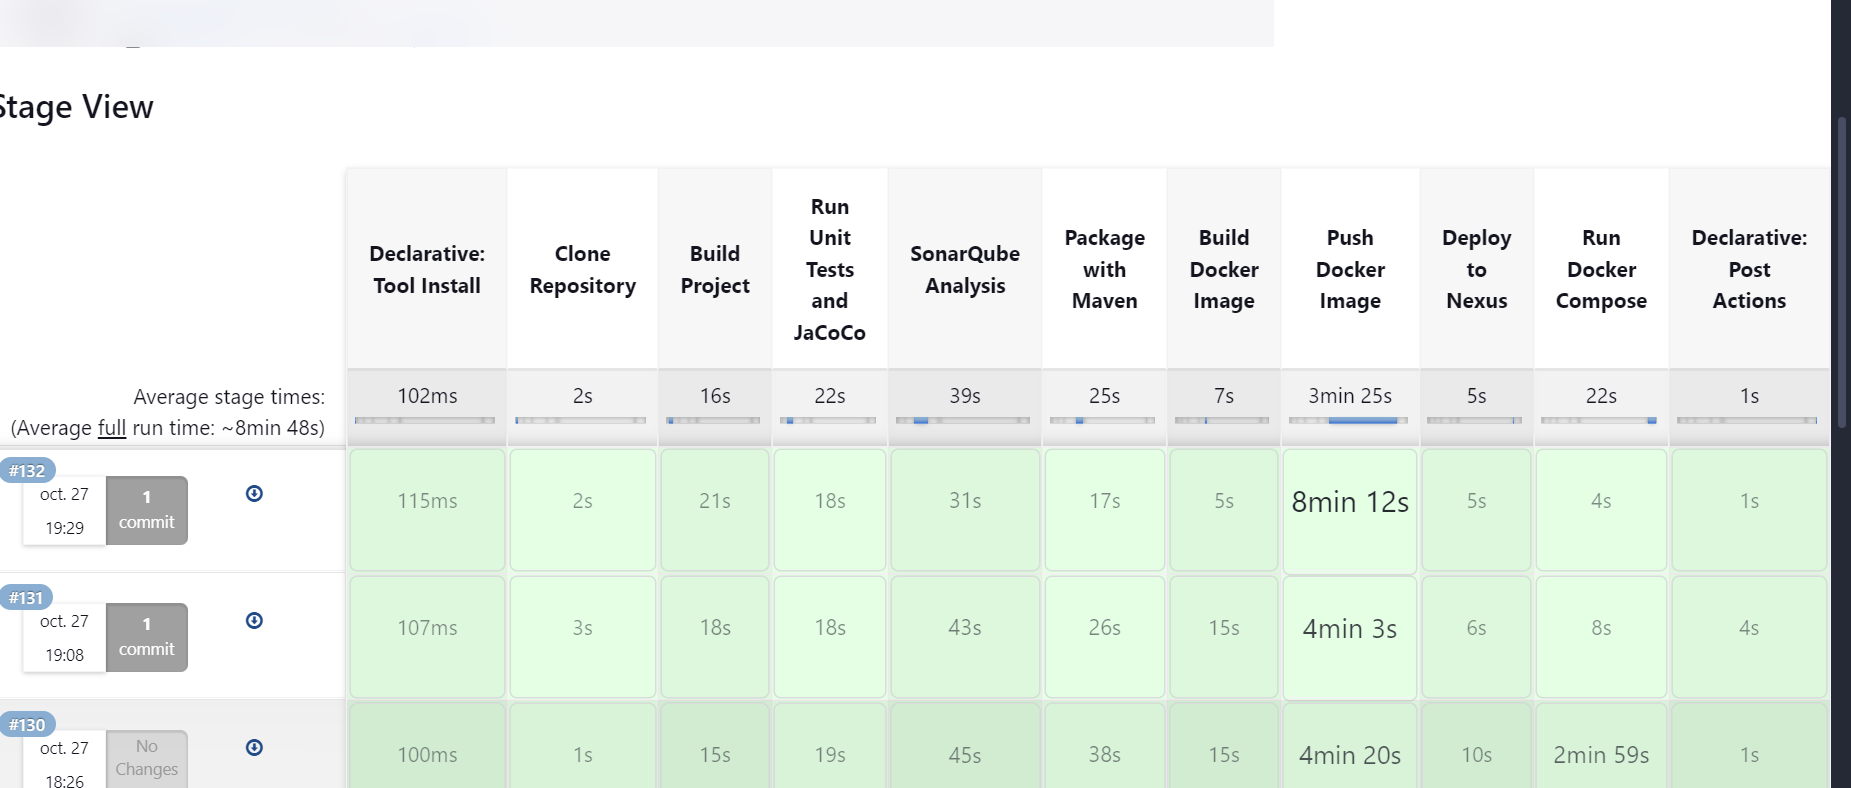 Stage View
Declarative:
Tool Install
Clone
Repository
Build
Project
Run
Unit
Tests
and
JaCoCo
SonarQube
Analysis
Package
with
Maven
Build
Docker
Image
Push
Docker
Image
Deploy
to
Nexus
Run
Docker
Compose
Declarative:
Post
Actions
Average stage times:
(Average full run time: ~8min 48s)
102ms 2s 16s 22s 39s 25s 7s 3min 25s 5s 22s 1s
#132
oct. 27
19:29
1
commit
115ms 2s 21s 18s 31s 17s 5s 8min 12s 5s 4s 1s
#131
oct. 27
19:08
1
commit
107ms 3s 18s 18s 43s 26s 15s 4min 3s 6s 8s 4s
#130
oct. 27
18:26
No
Changes
100ms 1s 15s 19s 45s 38s 15s 4min 20s 10s 2min 59s 1s